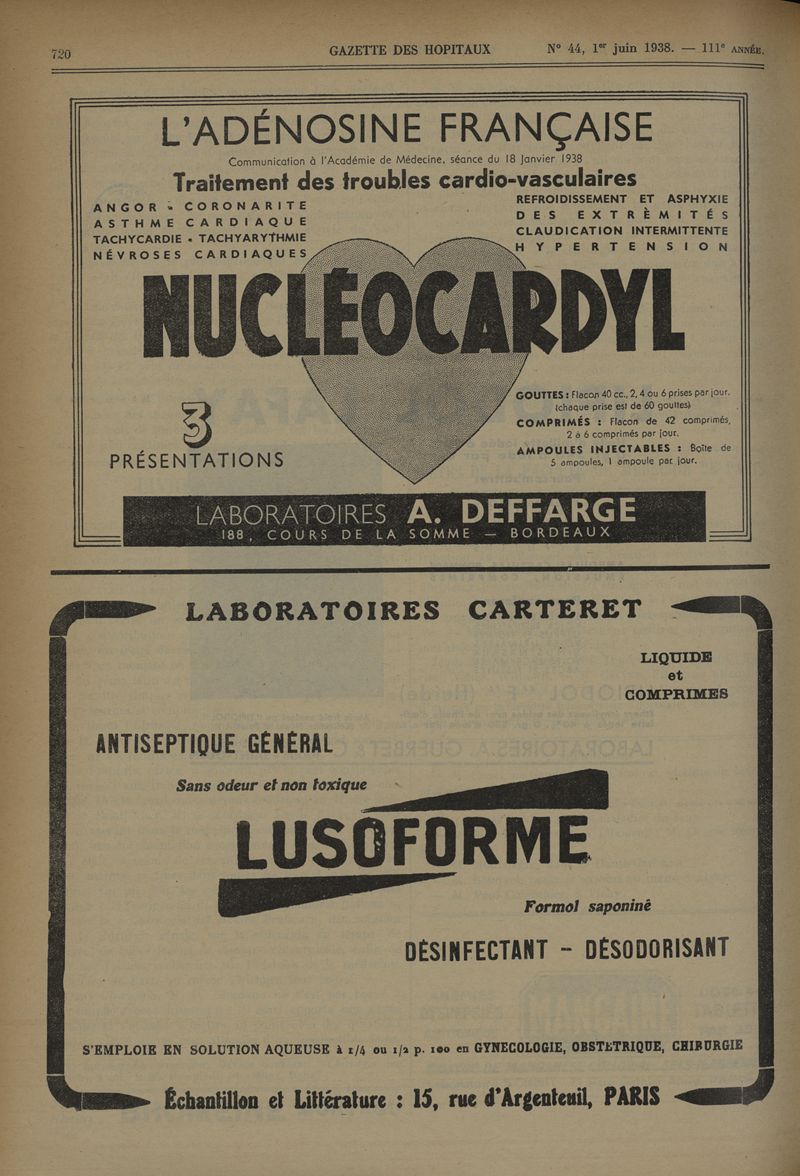 720
GAZETTE DES HOPITAUX
N° 44, 1er juin 1938. — 111e ANNÉE.
L'ADÉNOSINE FRANÇAISE
Communication à l'Académie de Médecine, séance du 18 Janvier 1938
Traitement des troubles cardio-vasculaires
ANGOR - CORONARITE
ASTHME CARDIAQUE
TACHYCARDIE - TACHYARYTHMIE
NÉVROSES CARDIAQUES
REFROIDISSEMENT ET ASPHYXIE
DES EXTRÈMITÉS
CLAUDICATION INTERMITTENTE
HYPERTENSION
NUCLÉOCARDYL
3
PRÉSENTATIONS
GOUTTES : Flacon 40 cc., 2, 4 ou 6 prises par jour.
(chaque prise est de 60 gouttes)
COMPRIMÉS : Flacon de 42 comprimés,
2 à 6 comprimés par jour.
AMPOULES INJECTABLES : Boîte de
5 ampoules, 1 ampoule par jour.
LABORATOIRES A. DEFFARGE
188, COURS DE LA SOMME — BORDEAUX
LABORATOIRES CARTERET
LIQUIDE
et
COMPRIMES
ANTISEPTIQUE GÉNÉRAL
Sans odeur et non toxique
LUSOFORME
Formol saponiné
DÉSINFECTANT - DÉSODORISANT
S'EMPLOIE EN SOLUTION AQUEUSE à 1/4 ou 1/2 p. 100 en GYNECOLOGIE, OBSTÉTRIQUE, CHIRURGIE
Échantillon et Littérature : 15, rue d'Argenteuil, PARIS